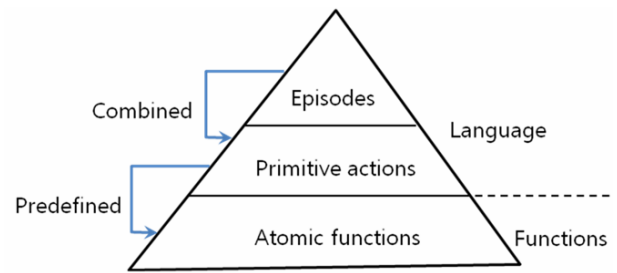 Episodes
Combined
Language
Primitive actions
Predefined
Atomic functions
Functions